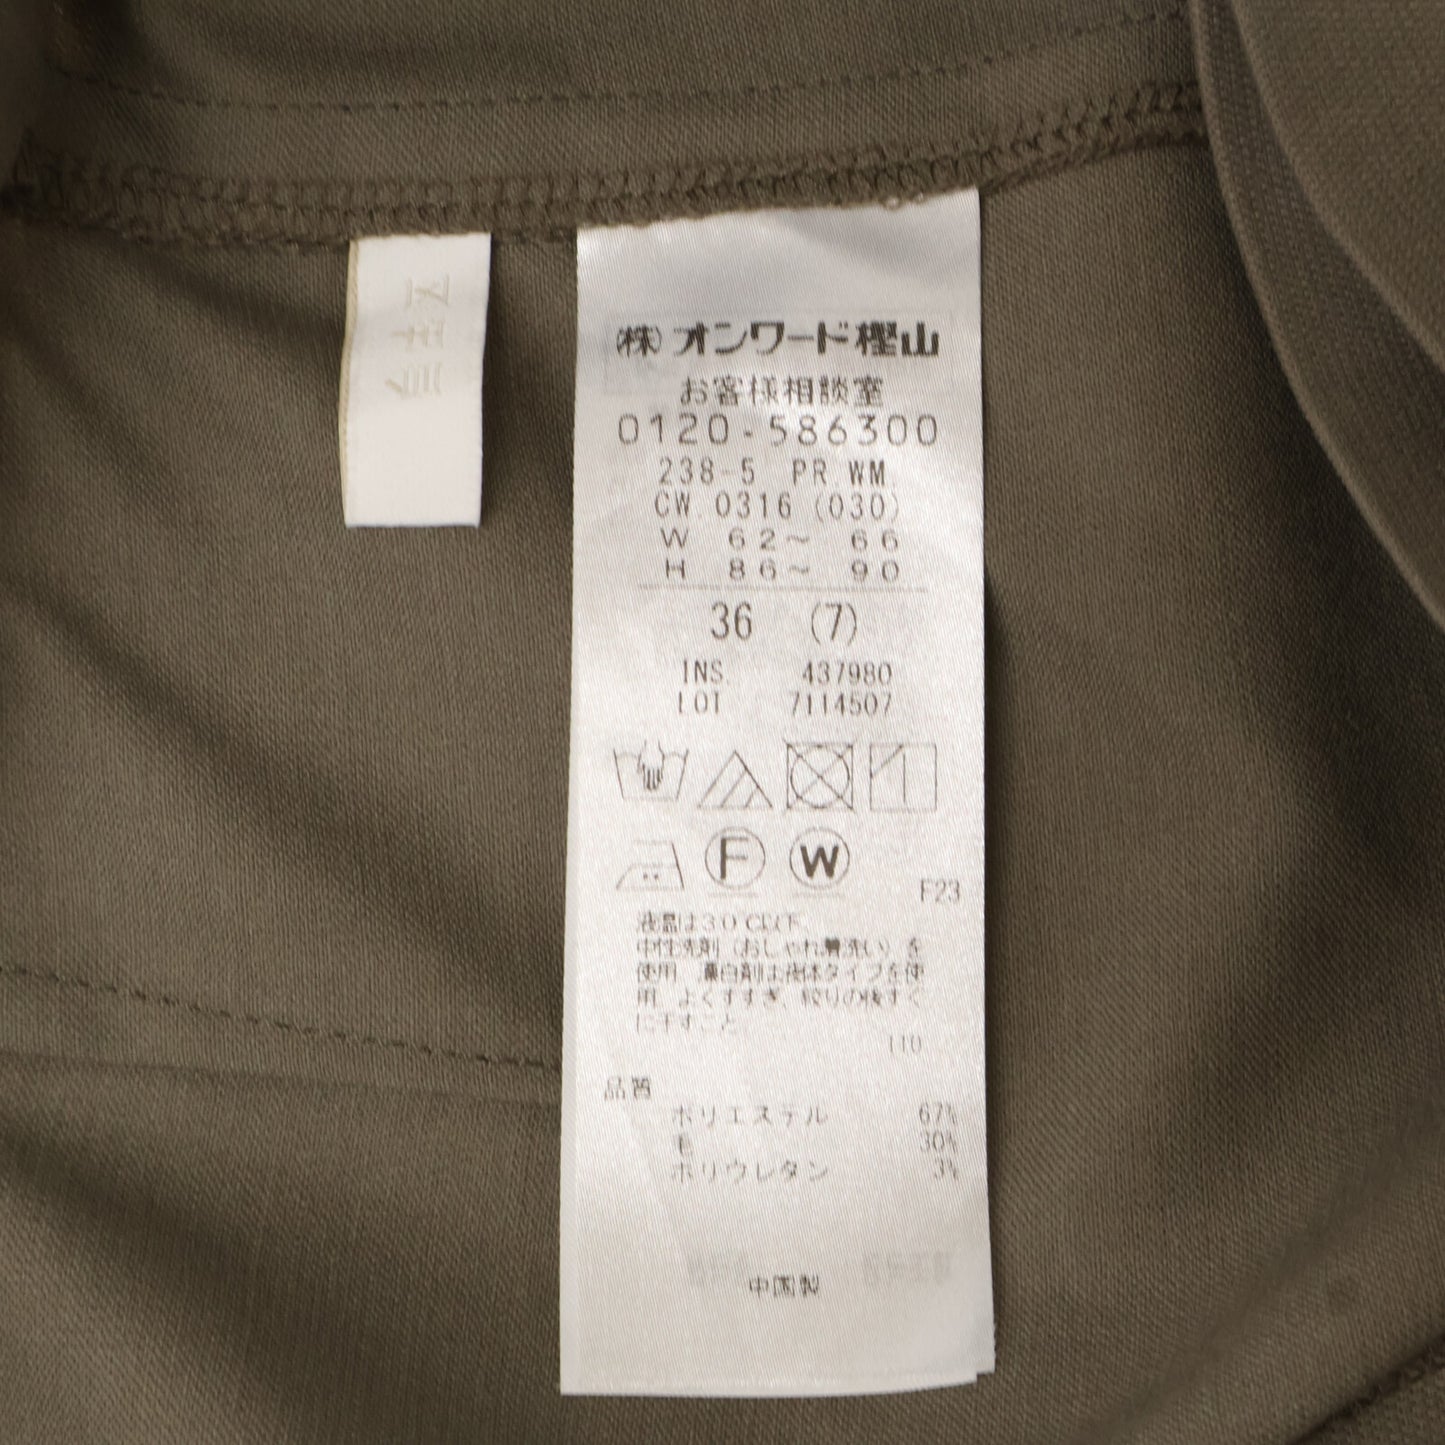 (株)オンワード樫山
お客様相談室
0120-586300
238-5 PR.WM
CW.0316 (030)
W 62～ 66
H 86～ 90
36 (7)
INS. 437980
LOT 7114507
F W
F23
液温は30℃以下、
中性洗剤（おしゃれ着洗い）を
使用。漂白剤は液体タイプを使
用。よくすすぎ、絞りの後すぐ
に干すこと。
110
品質
ポリエステル 67%
毛 30%
ポリウレタン 3%
中国製